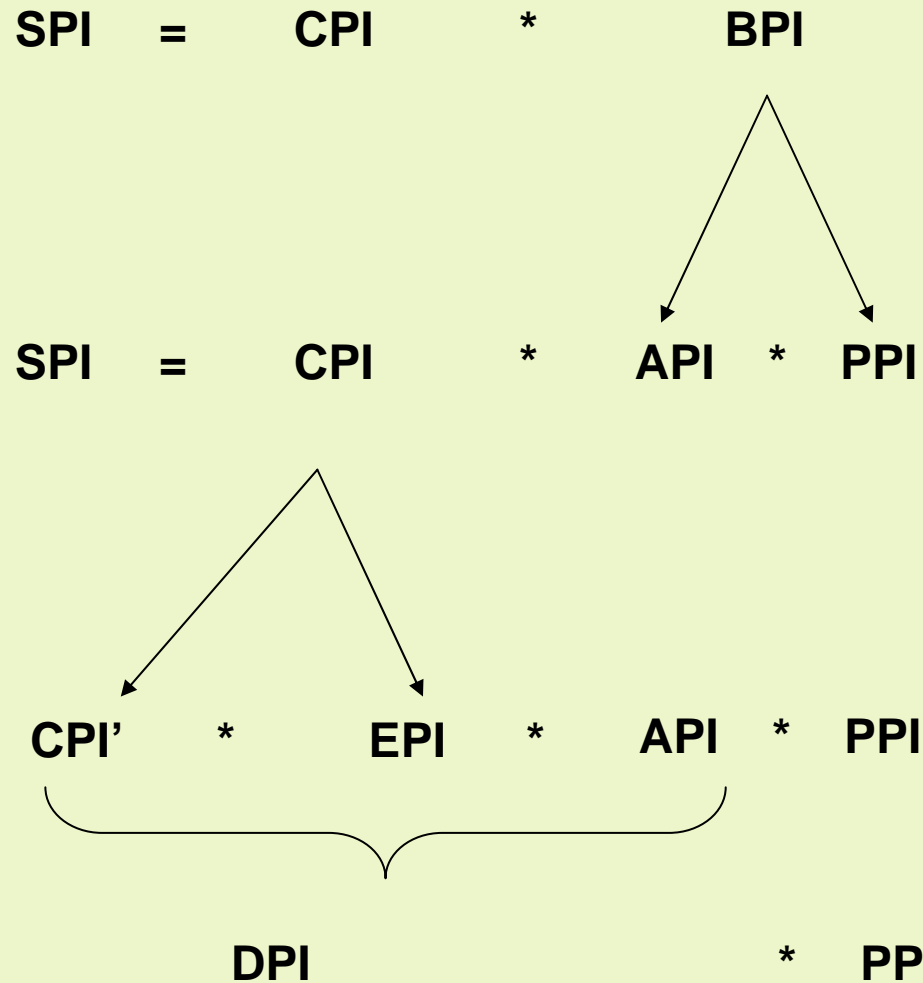 SPI = CPI * BPI
SPI = CPI * API * PPI
CPI’ * EPI * API * PPI
DPI * PP